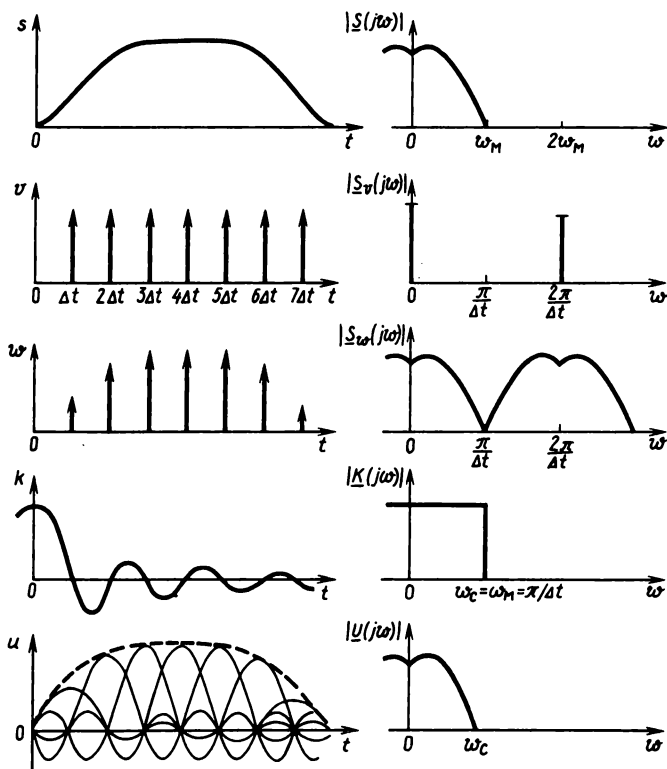 s |S(jω)|
0 t 0 ω_M 2ω_M ω
v |S_v(jω)|
0 Δt 2Δt 3Δt 4Δt 5Δt 6Δt 7Δt t 0 π/Δt 2π/Δt ω
w |S_w(jω)|
0 t 0 π/Δt 2π/Δt ω
k |K(jω)|
0 t 0 ω_C=ω_M=π/Δt ω
u |U(jω)|
0 t 0 ω_C ω